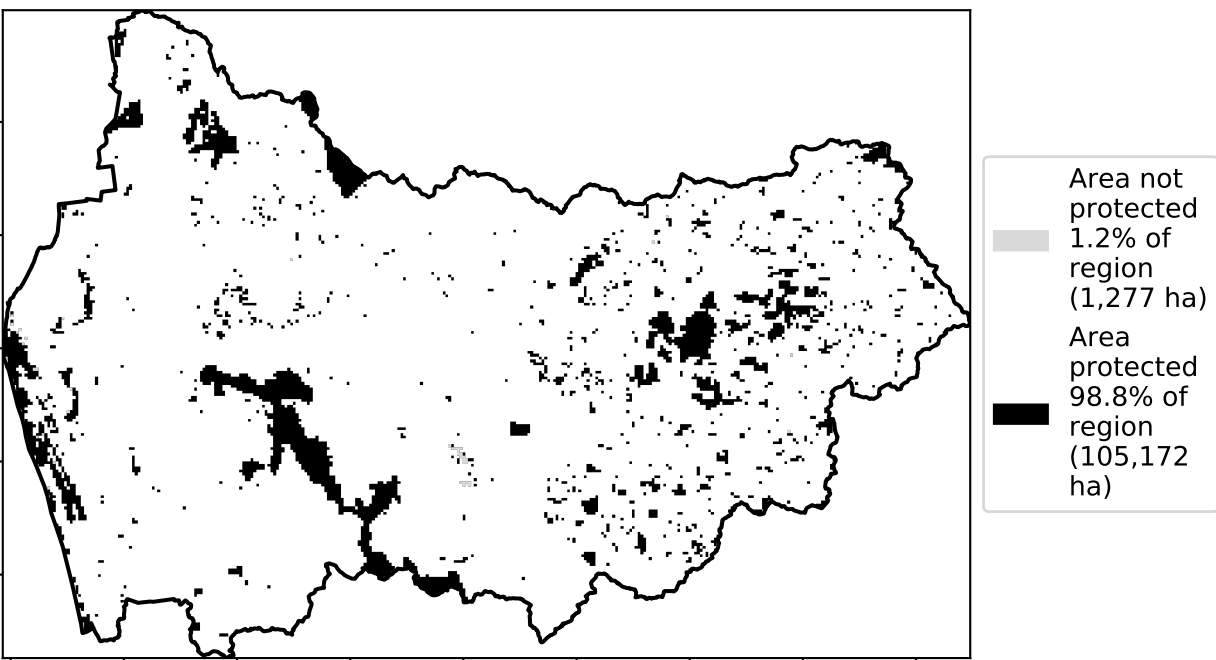 Area not
protected
1.2% of
region
(1,277 ha)
Area
protected
98.8% of
region
(105,172
ha)